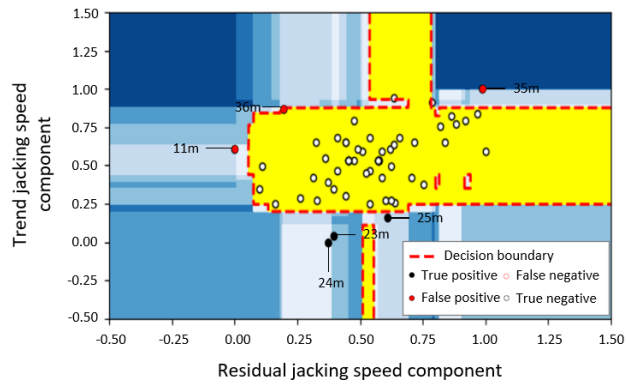 1.50
1.25
1.00
0.75
0.50
0.25
0.00
-0.25
-0.50
Trend jacking speed
component
36m
35m
11m
25m
23m
24m
Decision boundary
True positive
False negative
False positive
True negative
-0.50
-0.25
0.00
0.25
0.50
0.75
1.00
1.25
1.50
Residual jacking speed component